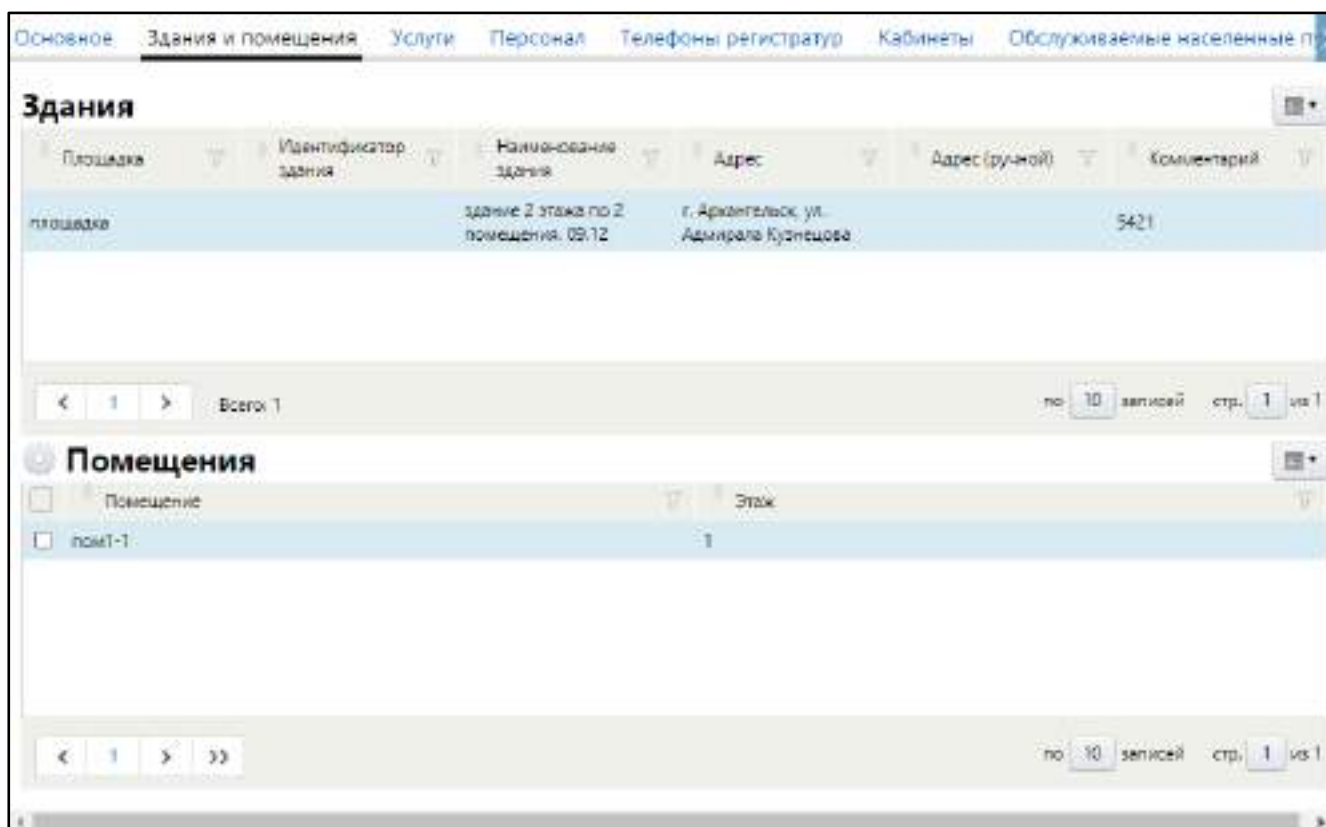 Основное Здания и помещения Услуги Персонал Телефоны регистратур Кабинеты Обслуживаемые населенные п
Здания
Площадка Идентификатор здания Наименование здания Адрес Адрес (ручной) Комментарий
площадка здание 2 этажа по 2 помещения. 09.12 г. Архангельск, ул. Адмирала Кузнецова 5421
< 1 > Всего: 1 по 10 записей стр. 1 из 1
Помещения
Помещение Этаж
пом1-1 1
< 1 > >> по 10 записей стр. 1 из 1